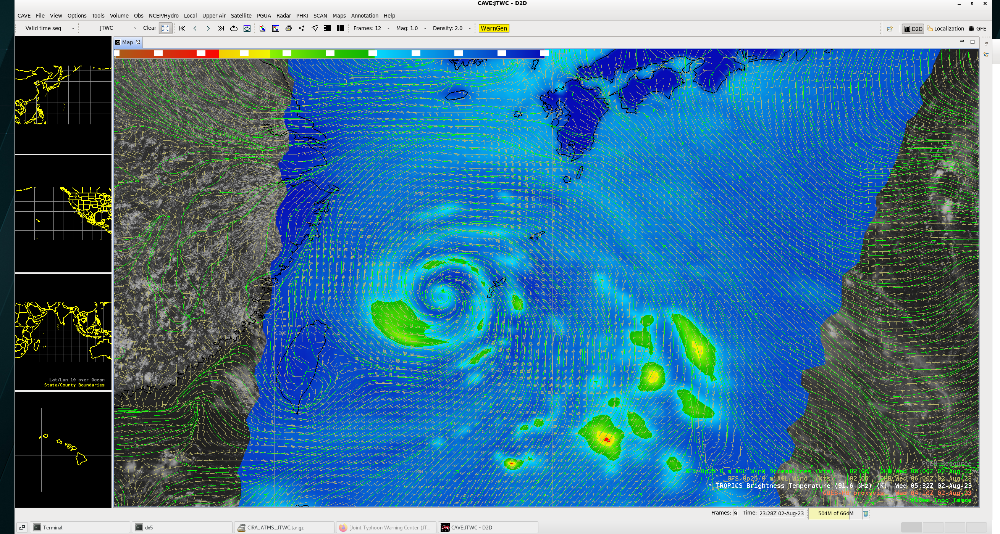 CAVE:JTWC - D2D
CAVE File View Options Tools Volume Obs NCEP/Hydro Local Upper Air Satellite PGUA Radar PHKI SCAN Maps Annotation Help
Valid time seq JTWC Clear Frames: 12 Mag: 1.0 Density: 2.0 WarnGen D2D Localization GFE
Map
50N 50N
120E 130E
20N 20N
Lat/Lon 10 over Ocean
State/County Boundaries
PGEN Resource
GFS-0p25 0 m AGL Wind Streamlines (kts) 02.06 0HR Wed 06:00Z 02-Aug-23
GFS-0p25 0 m AGL Wind (kts) 02.06 0HR Wed 06:00Z 02-Aug-23
* TROPICS Brightness Temperature (91.6 GHz) (K) Wed 05:32Z 02-Aug-23
Wed 04:10Z 02-Aug-23
Topo Image
Frames: 9 Time: 23:28Z 02-Aug-23 504M of 664M
Terminal dx5 CIRA_ATMS_JTWC.tar.gz [Joint Typhoon Warning Center (JT... CAVE:JTWC - D2D